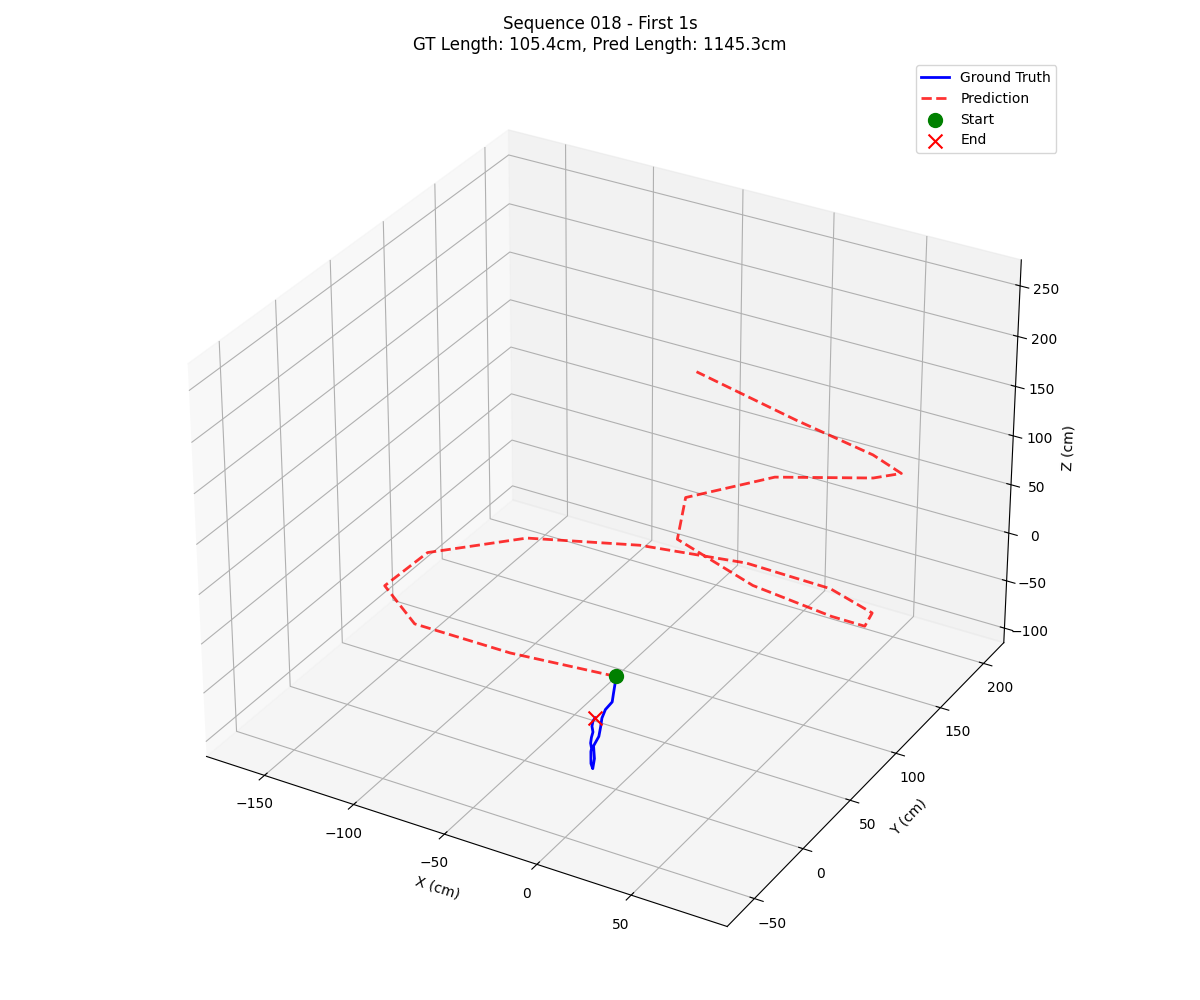 Sequence 018 - First 1s
GT Length: 105.4cm, Pred Length: 1145.3cm
Ground Truth
Prediction
Start
End
250
200
150
100
50
0
−50
−100
Z (cm)
200
150
100
50
0
−50
Y (cm)
−150
−100
−50
0
50
X (cm)